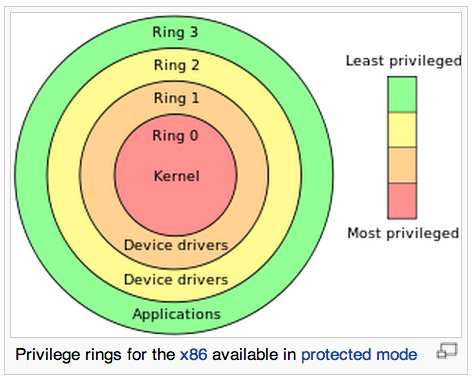 Ring 3
Ring 2
Ring 1
Ring 0
Kernel
Device drivers
Device drivers
Applications
Least privileged
Most privileged
Privilege rings for the x86 available in protected mode